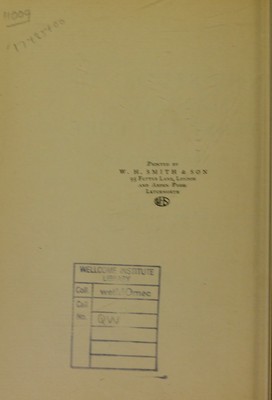 11009
PRINTED BY
W. H. SMITH & SON
55 FETTER LANE, LONDON
AND ARDEN PRESS
LETCHWORTH
WELLCOME INSTITUTE
LIBRARY
Coll. welMOmec
Call
No.